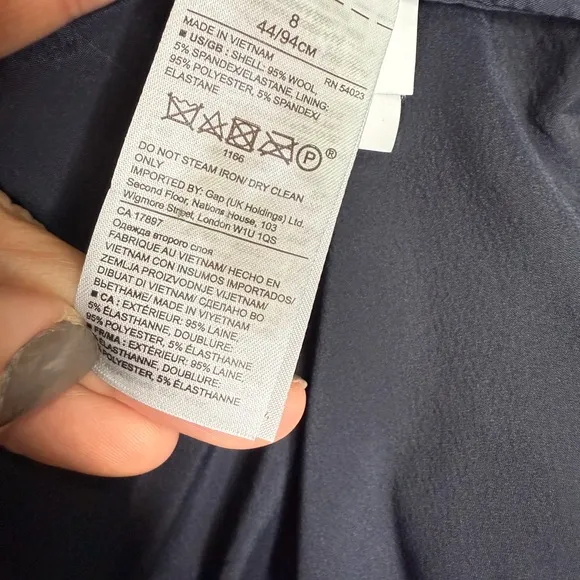 8
44/94CM
MADE IN VIETNAM RN 54023
■ US/GB: SHELL: 95% WOOL,
5% SPANDEX/ELASTANE, LINING:
95% POLYESTER, 5% SPANDEX/
ELASTANE
P®
1166
DO NOT STEAM IRON/ DRY CLEAN
ONLY
IMPORTED BY: Gap (UK Holdings) Ltd.
Second Floor, Nations House, 103
Wigmore Street, London W1U 1QS
CA 17897
Одежда второго слоя
FABRIQUE AU VIETNAM/ HECHO EN
VIETNAM CON INSUMOS IMPORTADOS/
ZEMLJA PROIZVODNJE VIJETNAM/
DIBUAT DI VIETNAM/ СДЕЛАНО ВО
ВЬЕТНАМЕ/ MADE IN VIYETNAM
■ CA : EXTÉRIEUR: 95% LAINE,
5% ÉLASTHANNE, DOUBLURE:
95% POLYESTER, 5% ÉLASTHANNE
■ FR/MA : EXTÉRIEUR: 95% LAINE,
ÉLASTHANNE, DOUBLURE:
POLYESTER, 5% ÉLASTHANNE